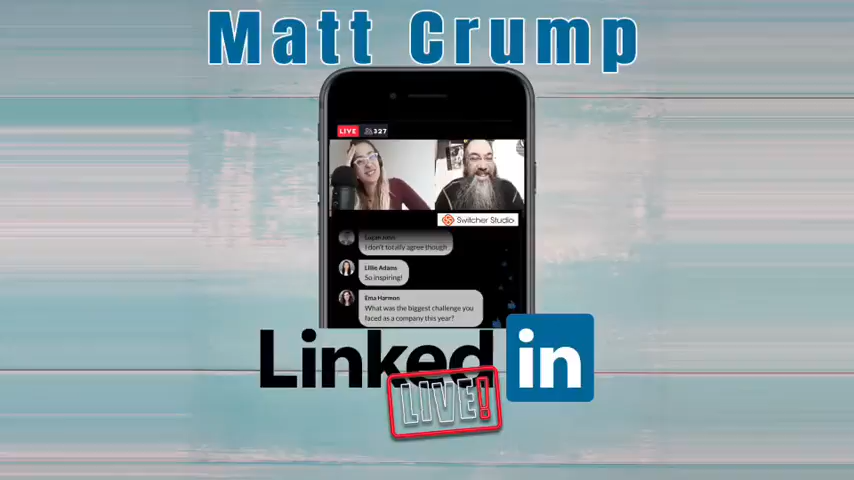 Matt Crump
LIVE 327
Switcher Studio
I don't totally agree though
Lillie Adams
So inspiring!
Ema Harmon
What was the biggest challenge you
faced as a company this year?
Linked in
LIVE!